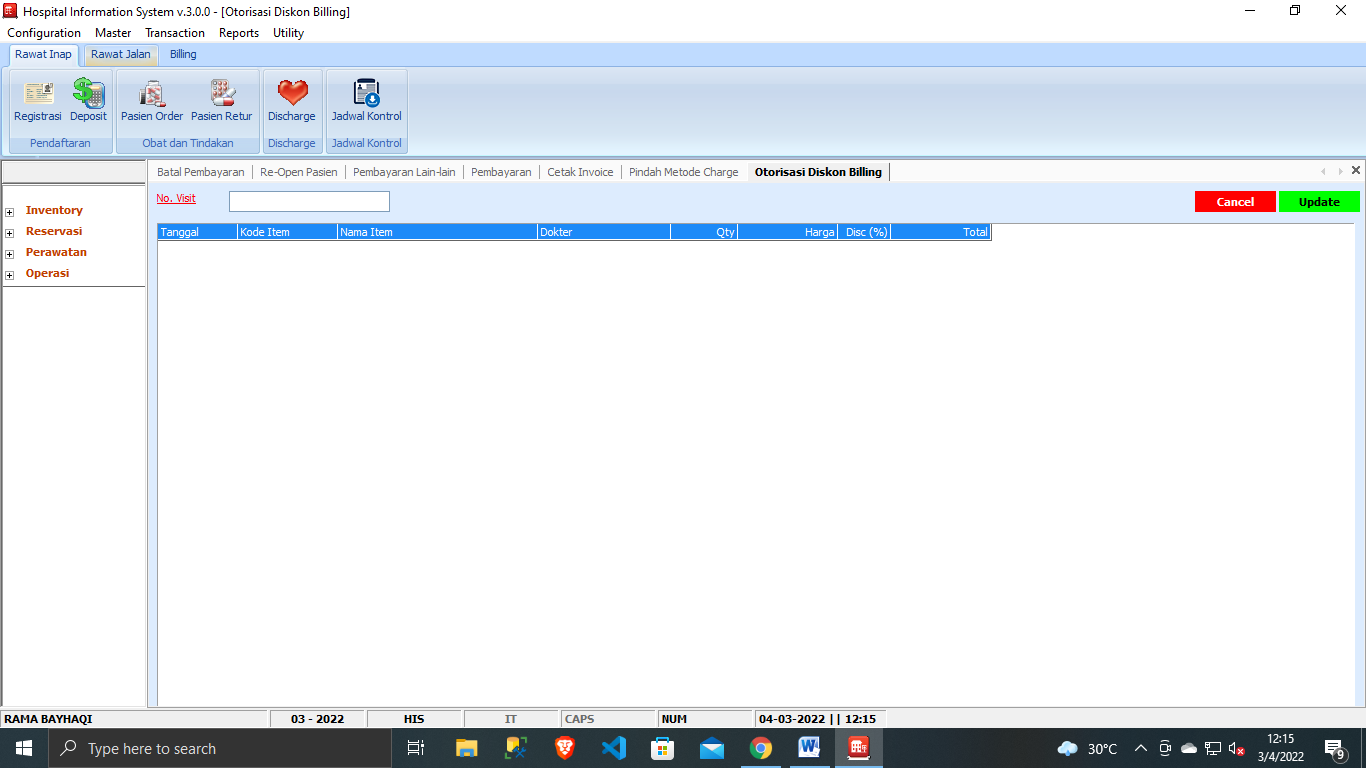 Hospital Information System v.3.0.0 - [Otorisasi Diskon Billing]
Configuration Master Transaction Reports Utility
Rawat Inap Rawat Jalan Billing
Registrasi Deposit Pasien Order Pasien Retur Discharge Jadwal Kontrol
Pendaftaran Obat dan Tindakan Discharge Jadwal Kontrol
Batal Pembayaran Re-Open Pasien Pembayaran Lain-lain Pembayaran Cetak Invoice Pindah Metode Charge Otorisasi Diskon Billing
No. Visit Cancel Update
Inventory
Reservasi
Perawatan
Operasi
Tanggal Kode Item Nama Item Dokter Qty Harga Disc (%) Total
RAMA BAYHAQI 03 - 2022 HIS IT CAPS NUM 04-03-2022 || 12:15
Type here to search
30°C
12:15
3/4/2022
9